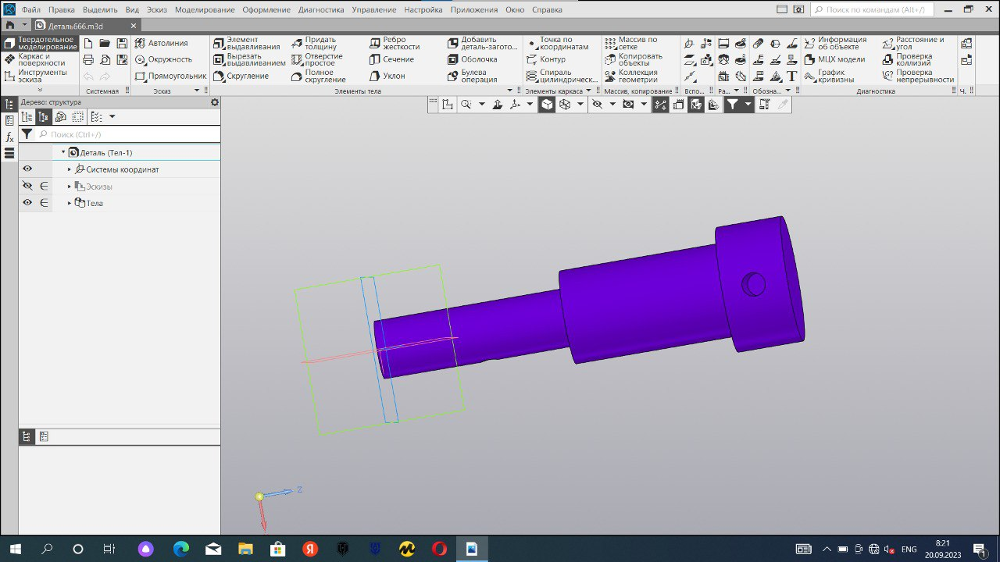 Файл Правка Выделить Вид Эскиз Моделирование Оформление Диагностика Управление Настройка Приложения Окно Справка
Поиск по командам (Alt+/)
Деталь666.m3d
Твердотельное моделирование
Каркас и поверхности
Инструменты эскиза
Системная
Автолиния
Окружность
Прямоугольник
Эскиз
Элемент выдавливания
Вырезать выдавливанием
Скругление
Придать толщину
Отверстие простое
Полное скругление
Ребро жесткости
Сечение
Уклон
Добавить деталь-загото...
Оболочка
Булева операция
Элементы тела
Точка по координатам
Контур
Спираль цилиндрическ...
Элементы каркаса
Массив по сетке
Копировать объекты
Коллекция геометрии
Массив, копирование
Вспо...
Ра...
Обозна...
Информация об объекте
МЦХ модели
График кривизны
Расстояние и угол
Проверка коллизий
Проверка непрерывности
Диагностика
Ч.
Дерево: структура
Поиск (Ctrl+/)
Деталь (Тел-1)
Системы координат
Эскизы
Тела
fx
Z
ENG
8:21
20.09.2023
1